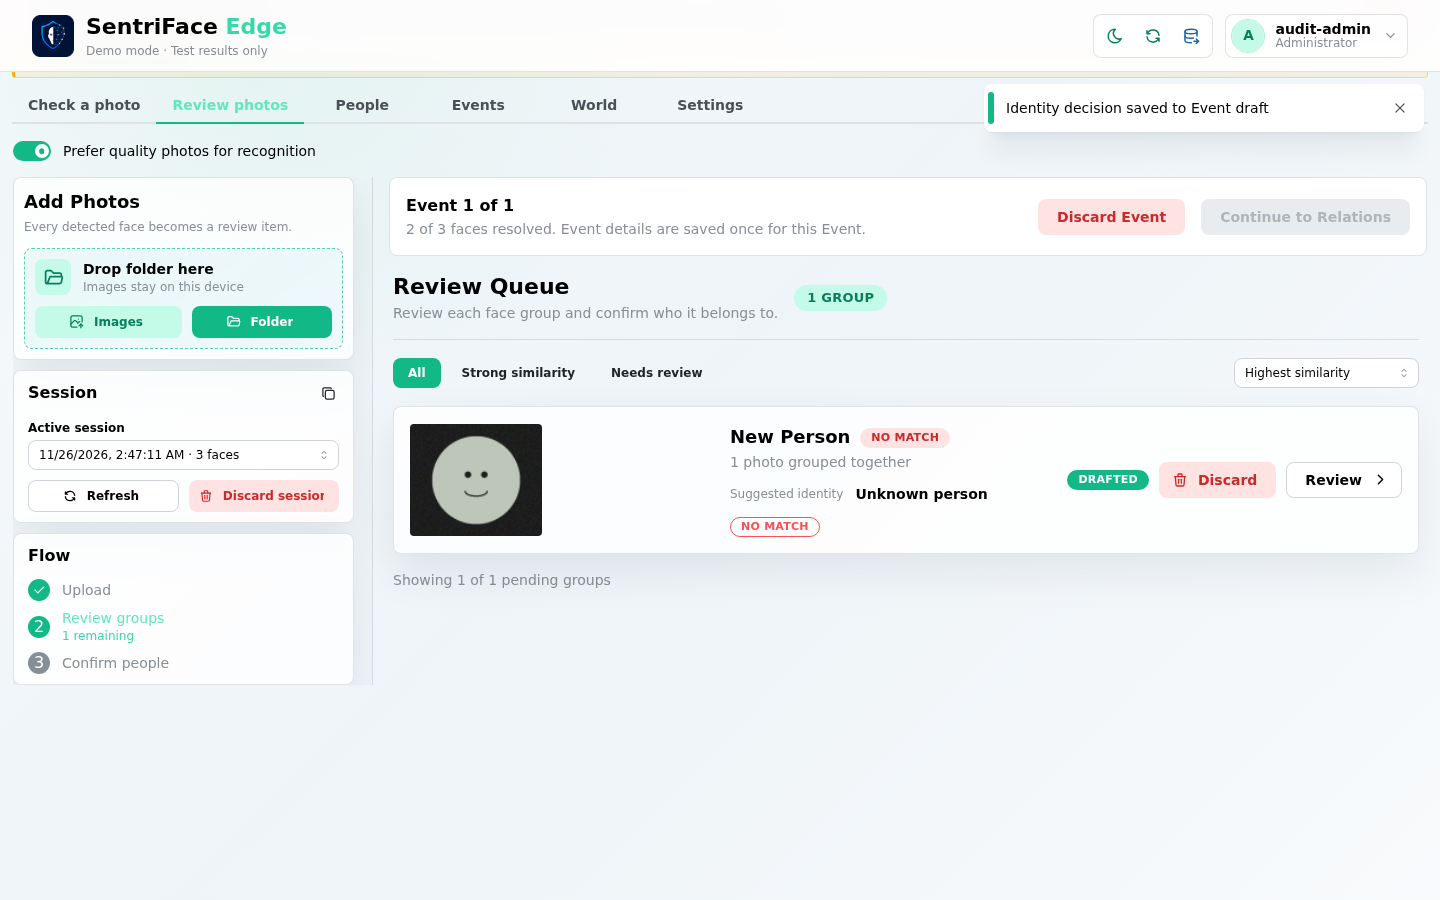 SentriFace Edge
Demo mode · Test results only
A
audit-admin
Administrator
Check a photo
Review photos
People
Events
World
Settings
Identity decision saved to Event draft
Prefer quality photos for recognition
Add Photos
Every detected face becomes a review item.
Drop folder here
Images stay on this device
Images
Folder
Session
Active session
11/26/2026, 2:47:11 AM · 3 faces
Refresh
Discard session
Flow
Upload
2
Review groups
1 remaining
3
Confirm people
Event 1 of 1
2 of 3 faces resolved. Event details are saved once for this Event.
Discard Event
Continue to Relations
Review Queue
Review each face group and confirm who it belongs to.
1 GROUP
All
Strong similarity
Needs review
Highest similarity
New Person
NO MATCH
1 photo grouped together
Suggested identity
Unknown person
NO MATCH
DRAFTED
Discard
Review
Showing 1 of 1 pending groups